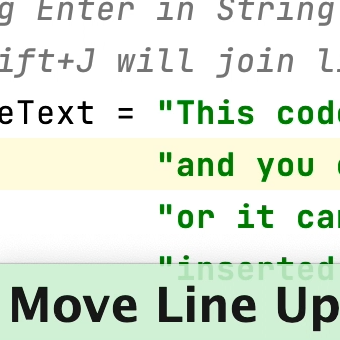 g Enter in String
ift+J will join li
eText = "This code
"and you
"or it can
"inserted
Move Line Up